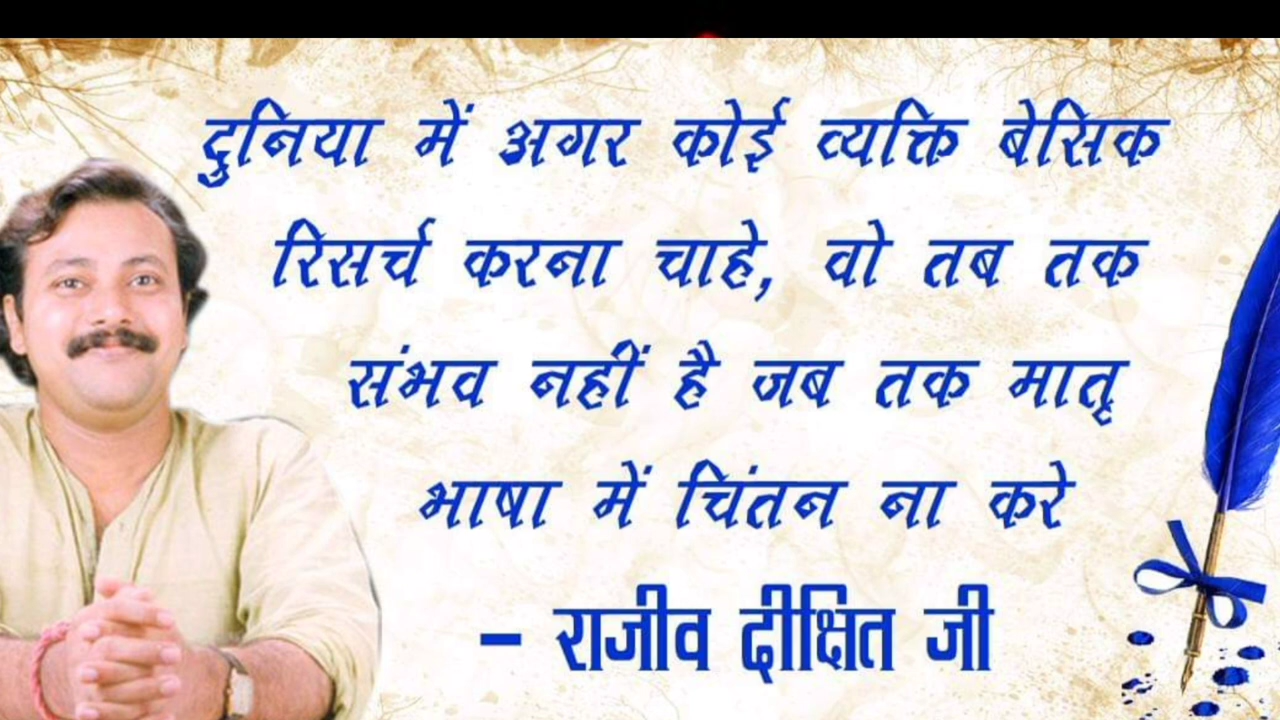 दुनिया में अगर कोई व्यक्ति बेसिक
रिसर्च करना चाहे, वो तब तक
संभव नहीं है जब तक मातृ
भाषा में चिंतन ना करे
- राजीव दीक्षित जी